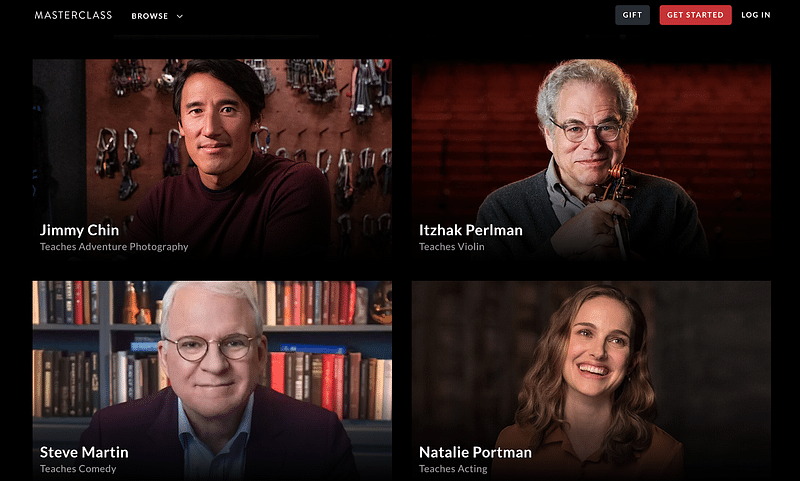 MASTERCLASS BROWSE GIFT GET STARTED LOG IN
Jimmy Chin
Teaches Adventure Photography
Itzhak Perlman
Teaches Violin
Steve Martin
Teaches Comedy
Natalie Portman
Teaches Acting